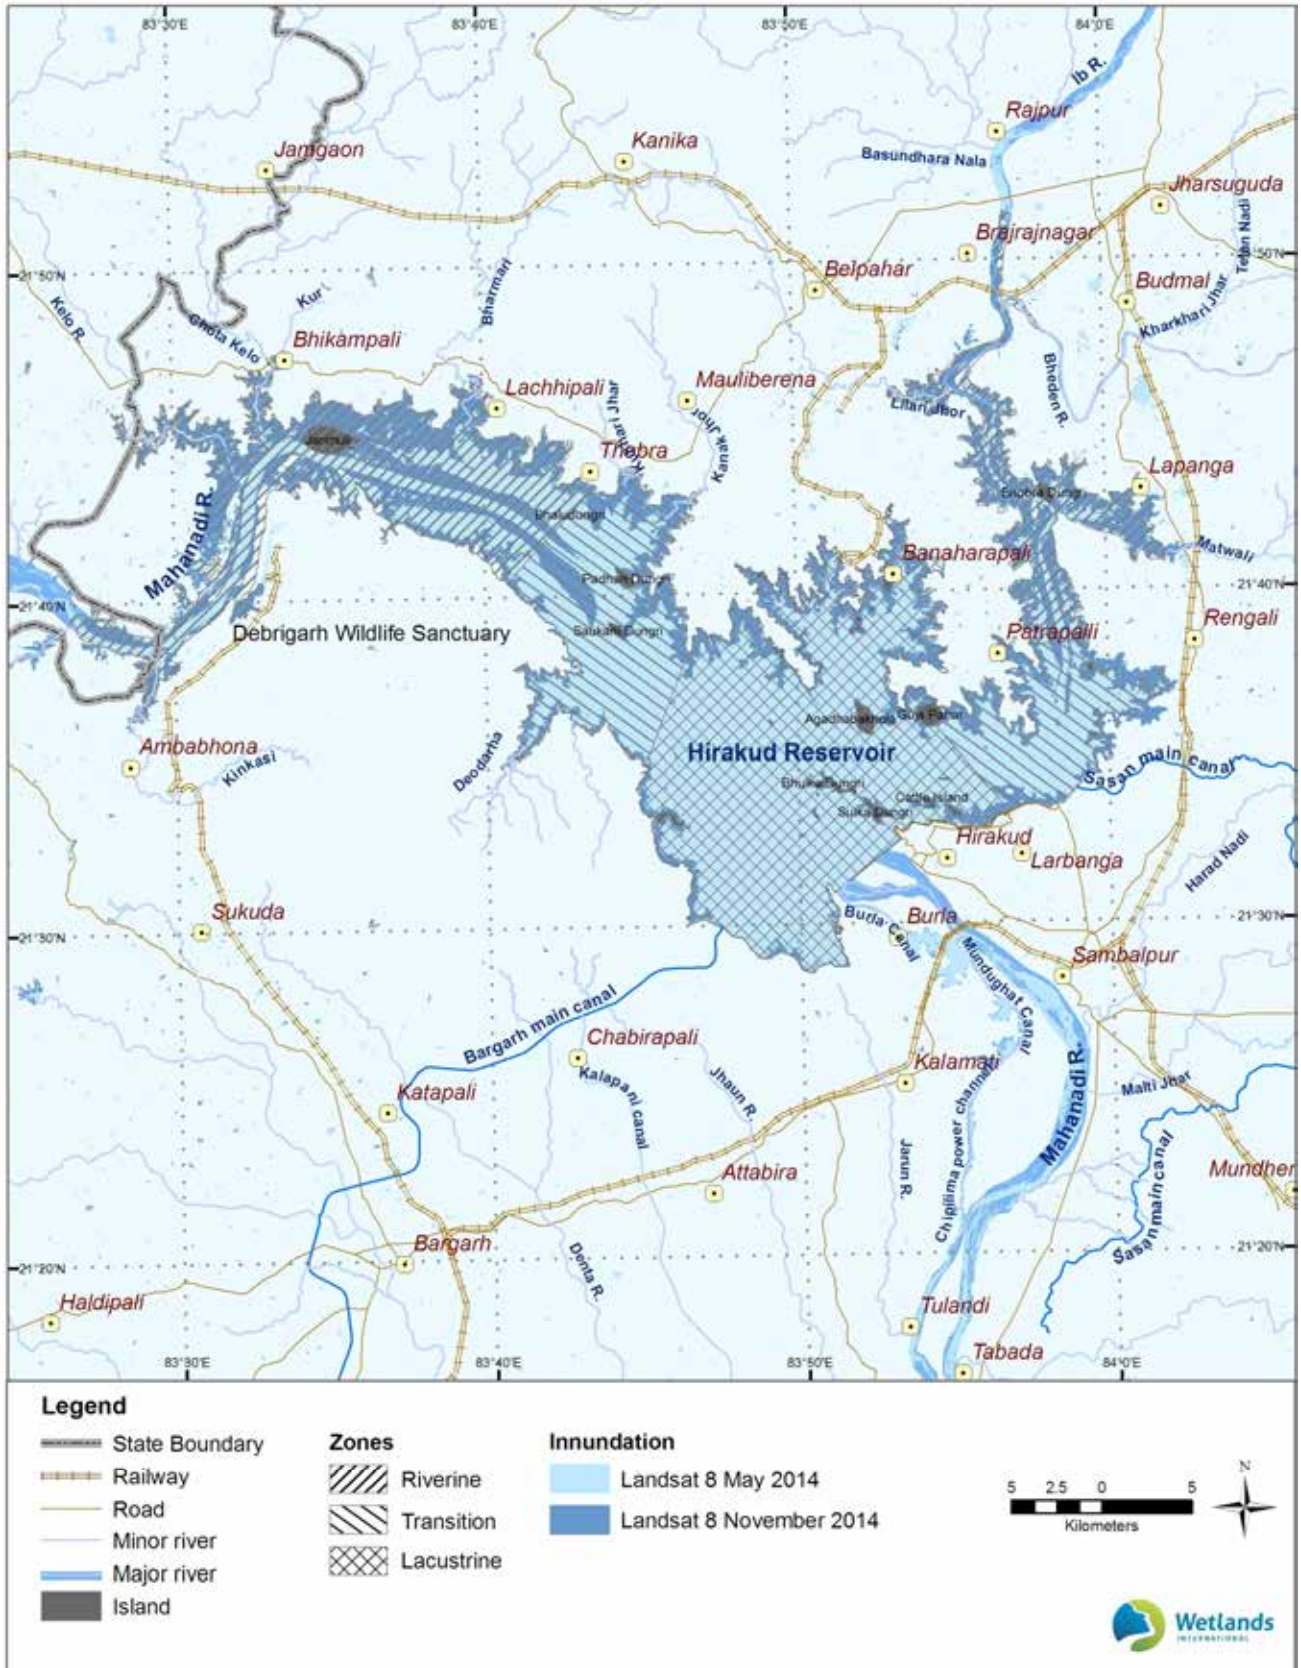 83°30'E 83°40'E 83°50'E 84°0'E
Ib R.
Rajpur
Kanika
Jamgaon
Basundhara Nala
Jharsuguda
Telen Nadi
Brajrajnagar
21°50'N
Belpahar
Budmal
Kelo R.
Kur
Bharmari
Kharkhari Jhar
Ghota Kelo
Bhikampali
Bheden R.
Lachhipali
Mauliberena
Lilari Jhor
Kanak Jhor
Thebra
Lapanga
Mahanadi R.
Bhaludongri
Matwali
Banaharapali
21°40'N
21°40'N
Debrigarh Wildlife Sanctuary
Patrapalli
Rengali
Agadhabakhola
Hirakud Reservoir
Ambabhona
Kinkasi
Deodarha
Sasan main canal
Cattle Island
Hirakud
Larbanga
Harad Nadi
Sukuda
Burla Canal
Burla
21°30'N
21°30'N
Mundughat Canal
Sambalpur
Bargarh main canal
Chabirapali
Kalapani canal
Jhaun R.
Kalamati
Malti Jhar
Katapali
Mahanadi R.
Chipilima power channel
Jarun R.
Attabira
Mundher
Sasan main canal
Bargarh
Denta R.
21°20'N
21°20'N
Haldipali
Tulandi
Tabada
83°30'E 83°40'E 83°50'E 84°0'E
Legend
State Boundary
Railway
Road
Minor river
Major river
Island
Zones
Riverine
Transition
Lacustrine
Innundation
Landsat 8 May 2014
Landsat 8 November 2014
N
5 2.5 0 5
Kilometers
Wetlands
INTERNATIONAL